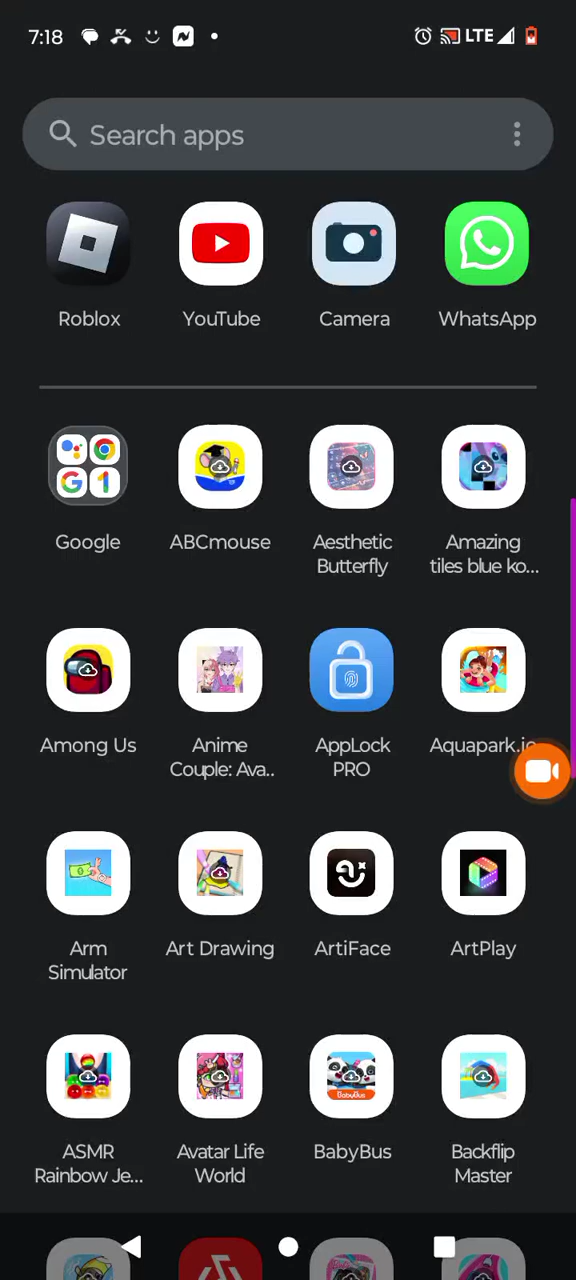 7:18
LTE
Search apps
Roblox
YouTube
Camera
WhatsApp
Google
ABCmouse
Aesthetic
Butterfly
Amazing
tiles blue ko...
Among Us
Anime
Couple: Ava..
AppLock
PRO
Aquapark.io
Arm
Simulator
Art Drawing
ArtiFace
ArtPlay
ASMR
Rainbow Je...
Avatar Life
World
BabyBus
BabyBus
Backflip
Master